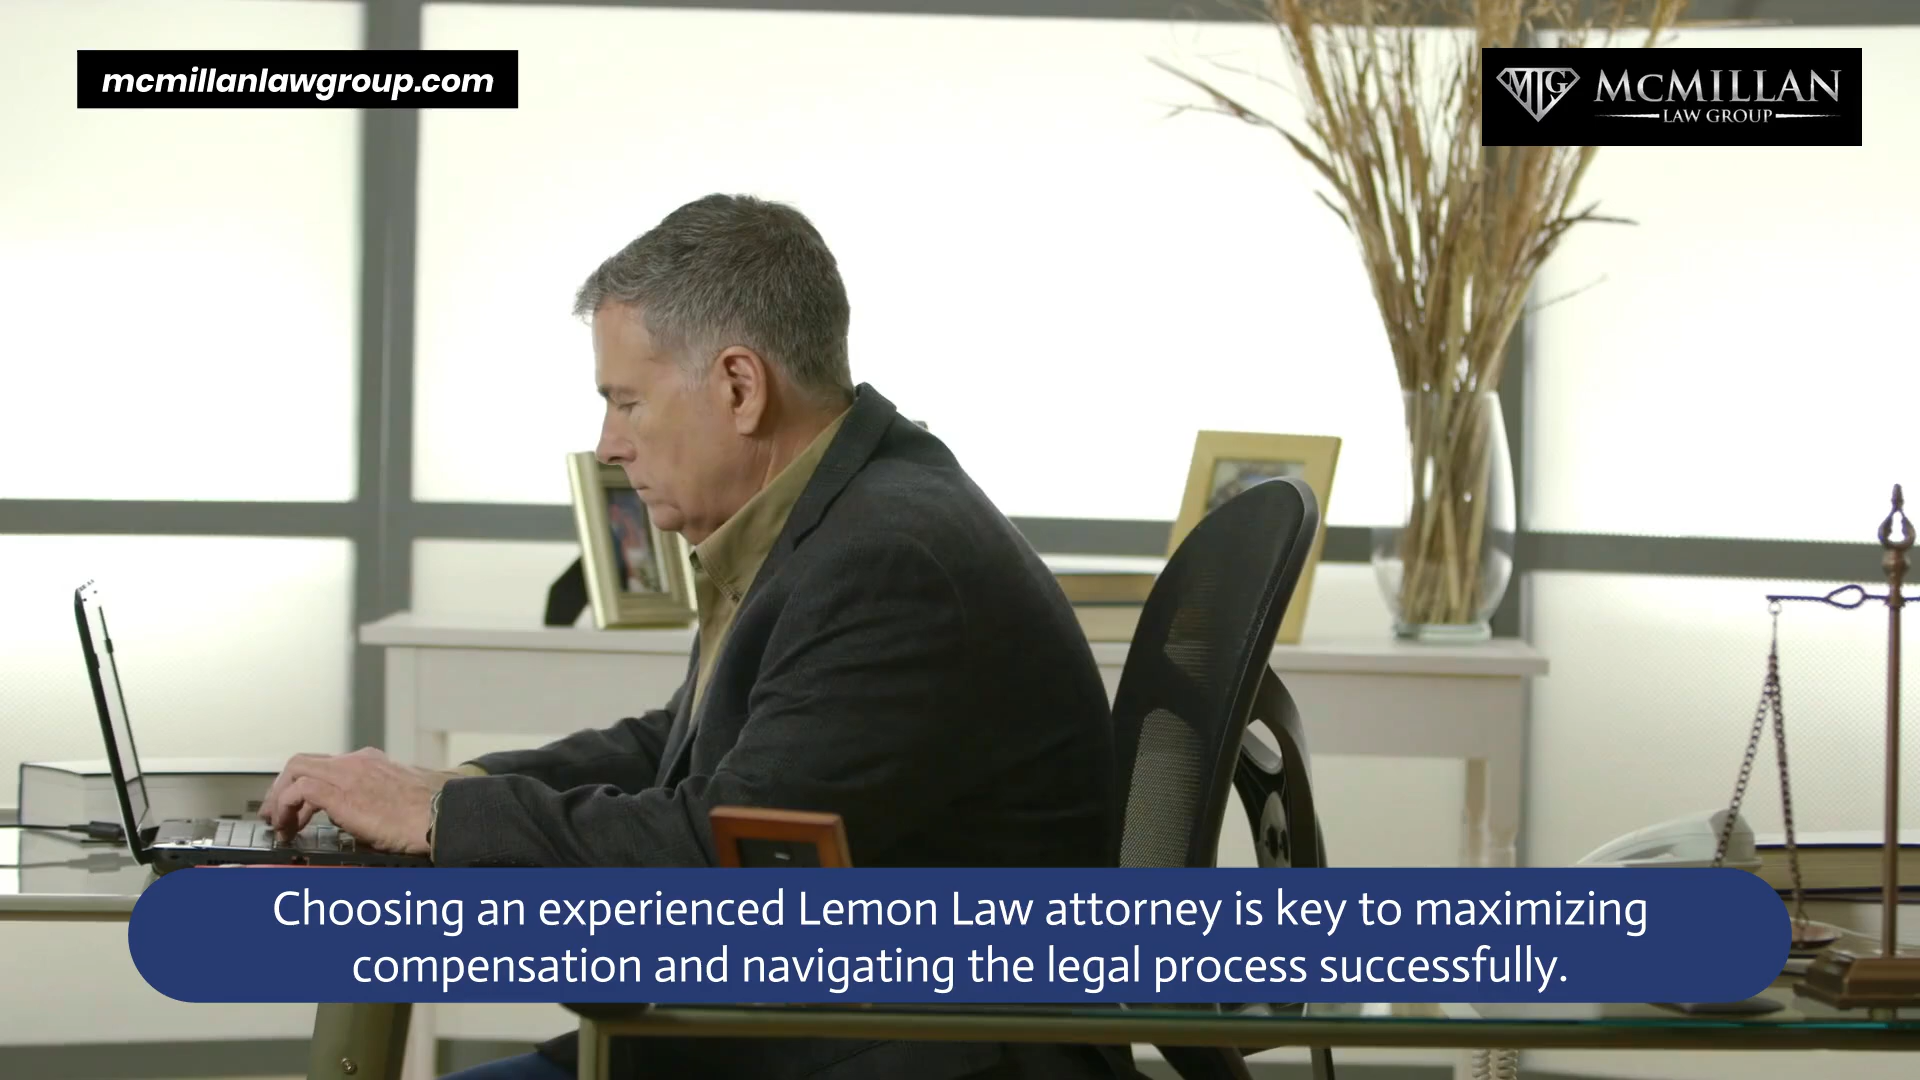 mcmillanlawgroup.com
MLG McMILLAN
LAW GROUP
Choosing an experienced Lemon Law attorney is key to maximizing
compensation and navigating the legal process successfully.